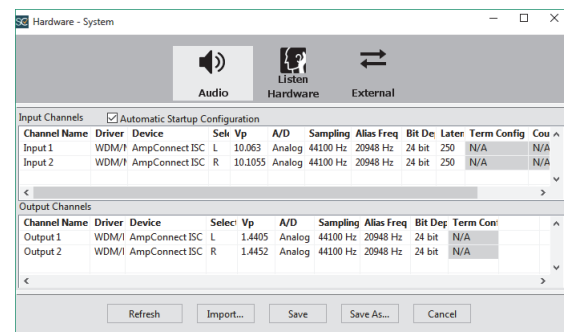 SC Hardware - System
Audio
Listen Hardware
External
Input Channels Automatic Startup Configuration
Channel Name Driver Device Sele Vp A/D Sampling Alias Freq Bit De Laten Term Config Cou
Input 1 WDM/ AmpConnect ISC L 10.063 Analog 44100 Hz 20948 Hz 24 bit 250 N/A N/A
Input 2 WDM/ AmpConnect ISC R 10.1055 Analog 44100 Hz 20948 Hz 24 bit 250 N/A N/A
Output Channels
Channel Name Driver Device Select Vp A/D Sampling Alias Freq Bit Dep Term Con
Output 1 WDM/ AmpConnect ISC L 1.4405 Analog 44100 Hz 20948 Hz 24 bit N/A
Output 2 WDM/ AmpConnect ISC R 1.4452 Analog 44100 Hz 20948 Hz 24 bit N/A
Refresh Import... Save Save As... Cancel